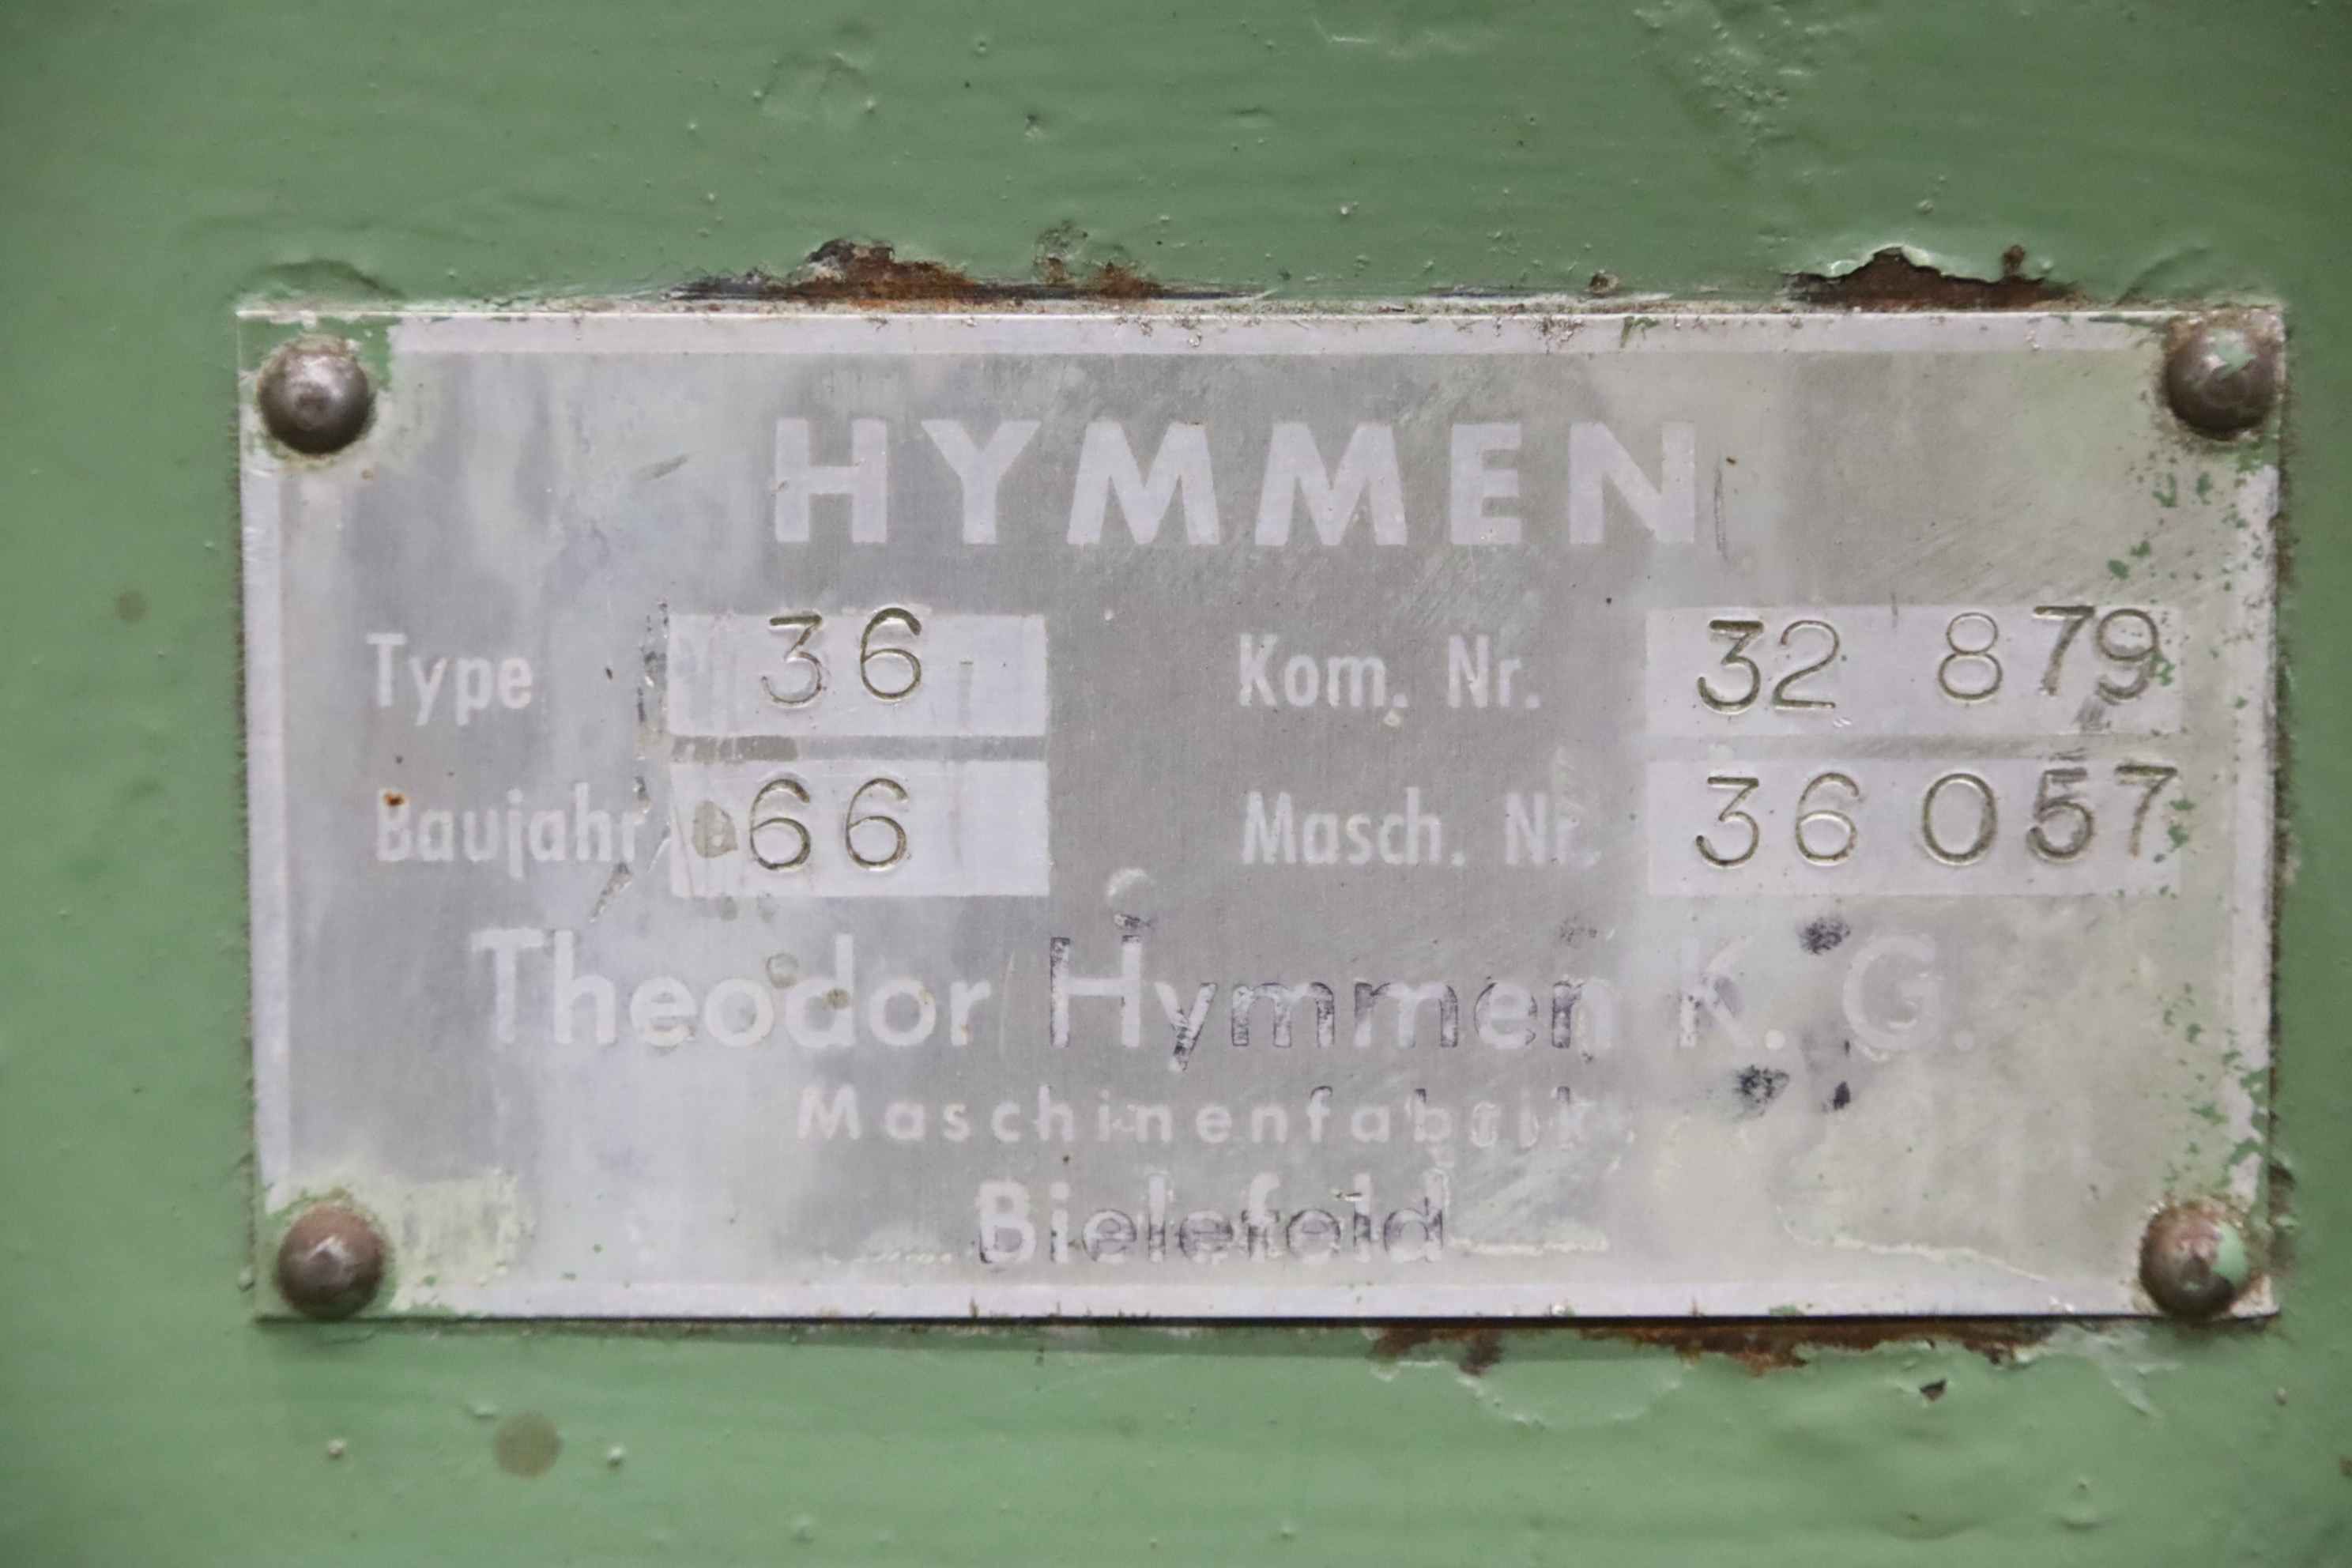 HYMMEN
Type 36 Kom. Nr. 32 879
Baujahr 66 Masch. Nr. 36 057
Theodor Hymmen K. G.
Maschinenfabrik
Bielefeld